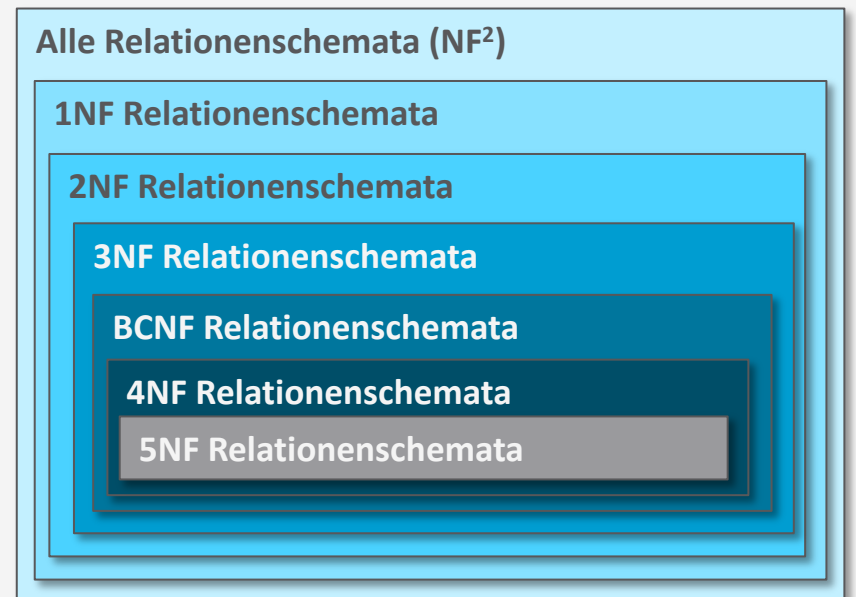 Alle Relationenschemata (NF²)
1NF Relationenschemata
2NF Relationenschemata
3NF Relationenschemata
BCNF Relationenschemata
4NF Relationenschemata
5NF Relationenschemata